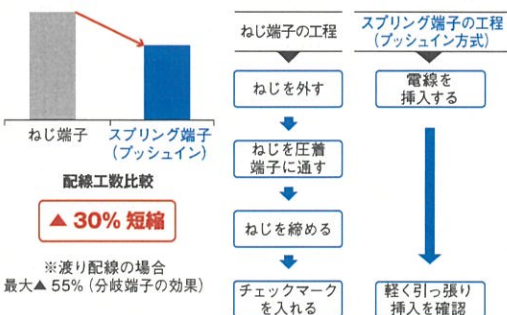 ねじ端子
スプリング端子
(プッシュイン)
配線工数比較
▲ 30% 短縮
※渡り配線の場合
最大▲ 55% (分岐端子の効果)
ねじ端子の工程
ねじを外す
ねじを圧着
端子に通す
ねじを締める
チェックマーク
を入れる
スプリング端子の工程
(プッシュイン方式)
電線を
挿入する
軽く引っ張り
挿入を確認